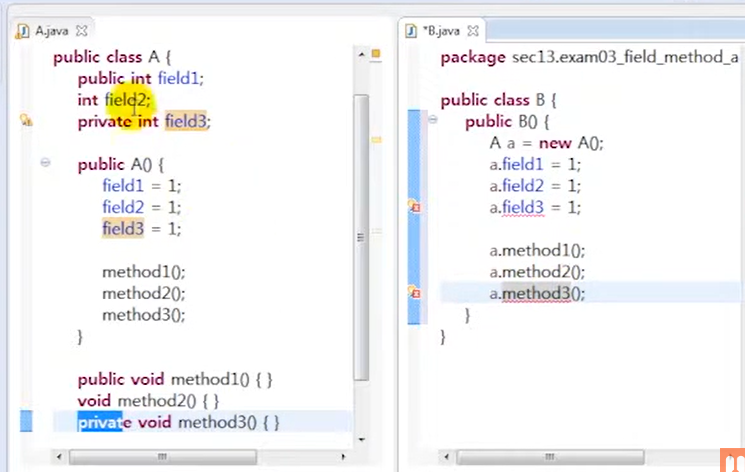 A.java
public class A {
public int field1;
int field2;
private int field3;
public A() {
field1 = 1;
field2 = 1;
field3 = 1;
method1();
method2();
method3();
}
public void method1() { }
void method2() { }
private void method3() { }
*B.java
package sec13.exam03_field_method_a
public class B {
public B() {
A a = new A();
a.field1 = 1;
a.field2 = 1;
a.field3 = 1;
a.method1();
a.method2();
a.method3();
}
}